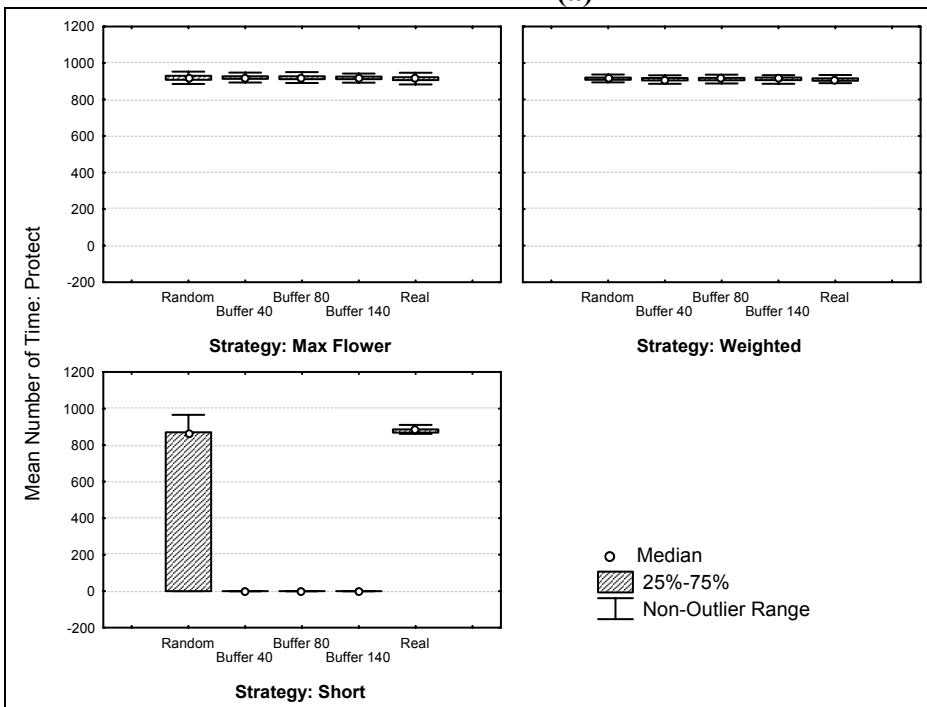 1200
1000
800
600
400
200
0
-200
Random
Buffer 40
Buffer 80
Buffer 140
Real
Strategy: Max Flower
Random
Buffer 40
Buffer 80
Buffer 140
Real
Strategy: Weighted
Mean Number of Time: Protect
1200
1000
800
600
400
200
0
-200
Random
Buffer 40
Buffer 80
Buffer 140
Real
Strategy: Short
Median
25%-75%
Non-Outlier Range